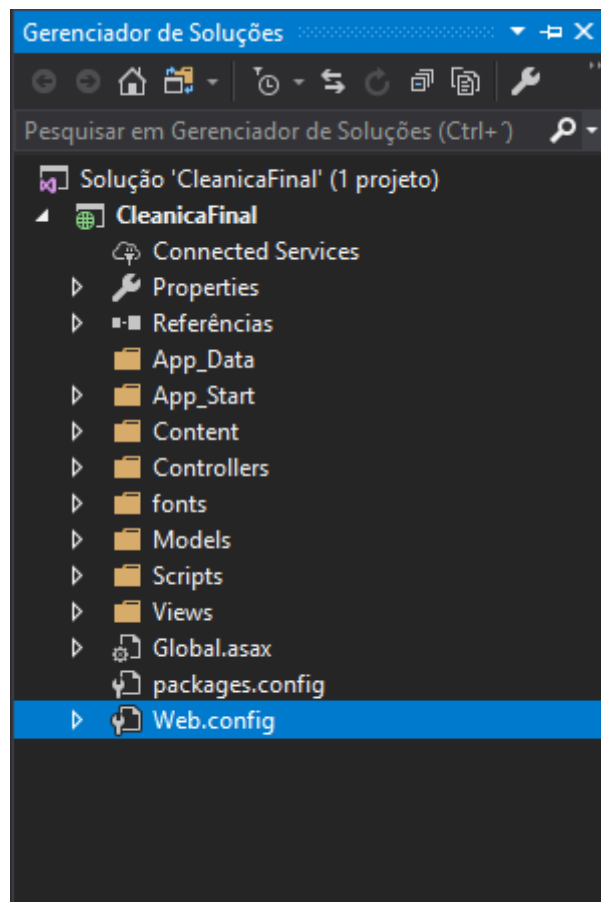 Gerenciador de Soluções
Pesquisar em Gerenciador de Soluções (Ctrl+´)
Solução 'CleanicaFinal' (1 projeto)
CleanicaFinal
Connected Services
Properties
Referências
App_Data
App_Start
Content
Controllers
fonts
Models
Scripts
Views
Global.asax
packages.config
Web.config